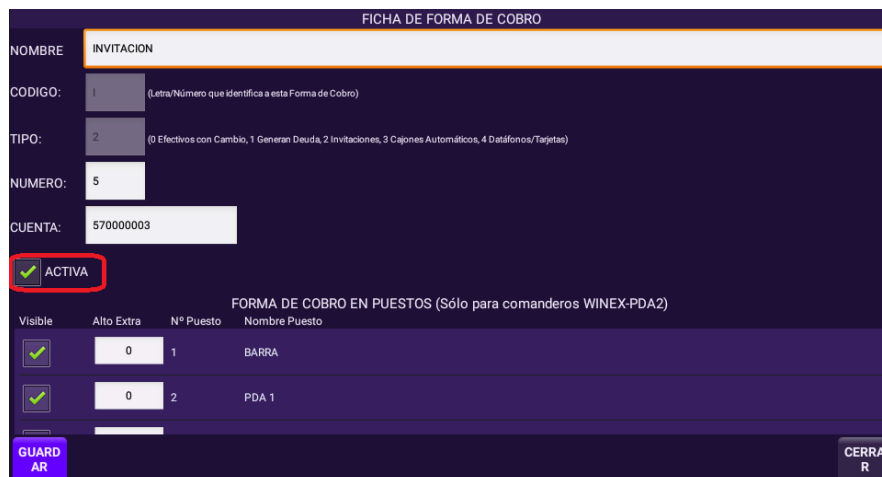 FICHA DE FORMA DE COBRO
NOMBRE INVITACION
CODIGO: I (Letra/Número que identifica a esta Forma de Cobro)
TIPO: 2 (0 Efectivos con Cambio, 1 Generan Deuda, 2 Invitaciones, 3 Cajones Automáticos, 4 Datáfonos/Tarjetas)
NUMERO: 5
CUENTA: 570000003
ACTIVA
FORMA DE COBRO EN PUESTOS (Sólo para comanderos WINEX-PDA2)
Visible Alto Extra Nº Puesto Nombre Puesto
0 1 BARRA
0 2 PDA 1
GUARD
AR
CERRA
R